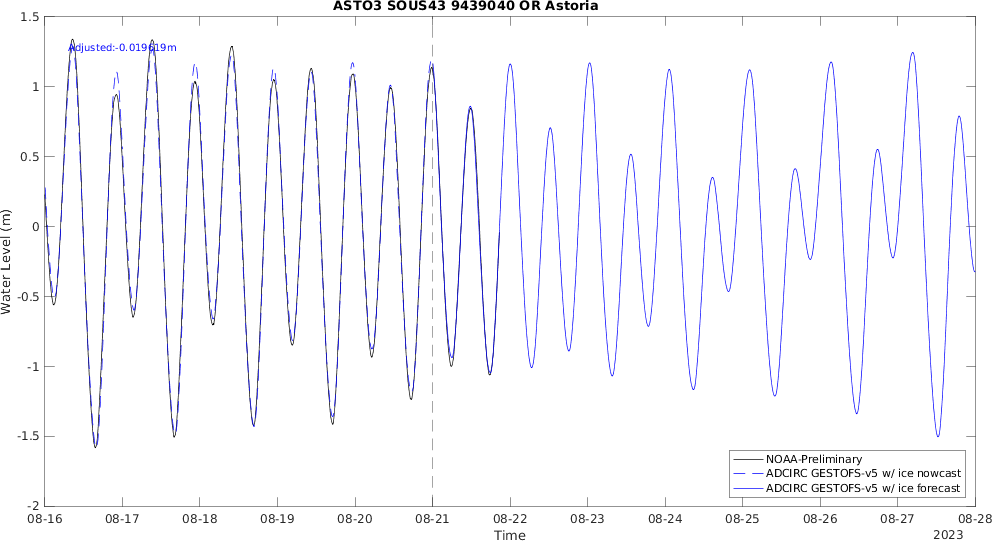 ASTO3 SOUS43 9439040 OR Astoria
Adjusted:-0.019619m
Water Level (m)
1.5
1
0.5
0
-0.5
-1
-1.5
-2
NOAA-Preliminary
ADCIRC GESTOFS-v5 w/ ice nowcast
ADCIRC GESTOFS-v5 w/ ice forecast
08-16 08-17 08-18 08-19 08-20 08-21 08-22 08-23 08-24 08-25 08-26 08-27 08-28
Time
2023